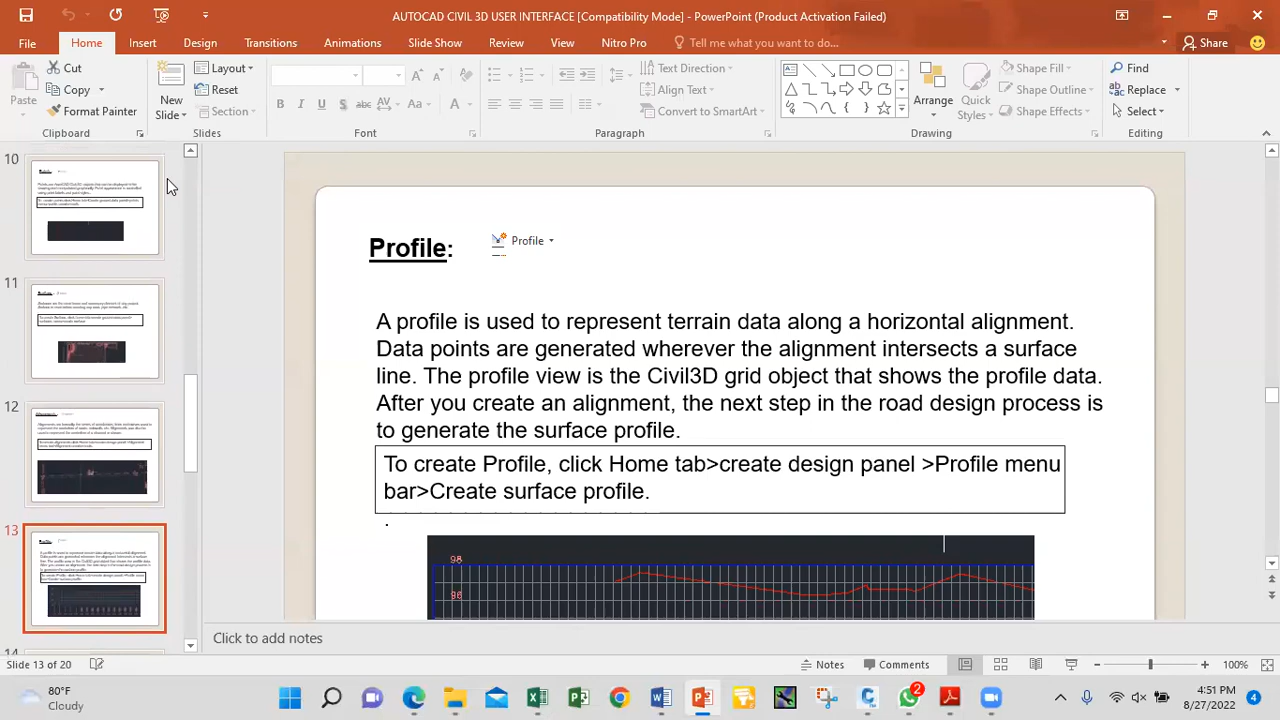 AUTOCAD CIVIL 3D USER INTERFACE [Compatibility Mode] - PowerPoint (Product Activation Failed)
File Home Insert Design Transitions Animations Slide Show Review View Nitro Pro Tell me what you want to do... Share
Paste Cut Copy Format Painter
New Slide Layout Reset Section
B I U S abc AV Aa A
Text Direction Align Text Convert to SmartArt
Arrange Quick Styles Shape Fill Shape Outline Shape Effects
Find Replace Select
Clipboard Slides Font Paragraph Drawing Editing
10
11
12
13
Profile: Profile
A profile is used to represent terrain data along a horizontal alignment.
Data points are generated wherever the alignment intersects a surface
line. The profile view is the Civil3D grid object that shows the profile data.
After you create an alignment, the next step in the road design process is
to generate the surface profile.
To create Profile, click Home tab>create design panel >Profile menu
bar>Create surface profile.
.
98
96
Click to add notes
Slide 13 of 20 Notes Comments 100%
80°F
Cloudy
2
4:51 PM
8/27/2022
4